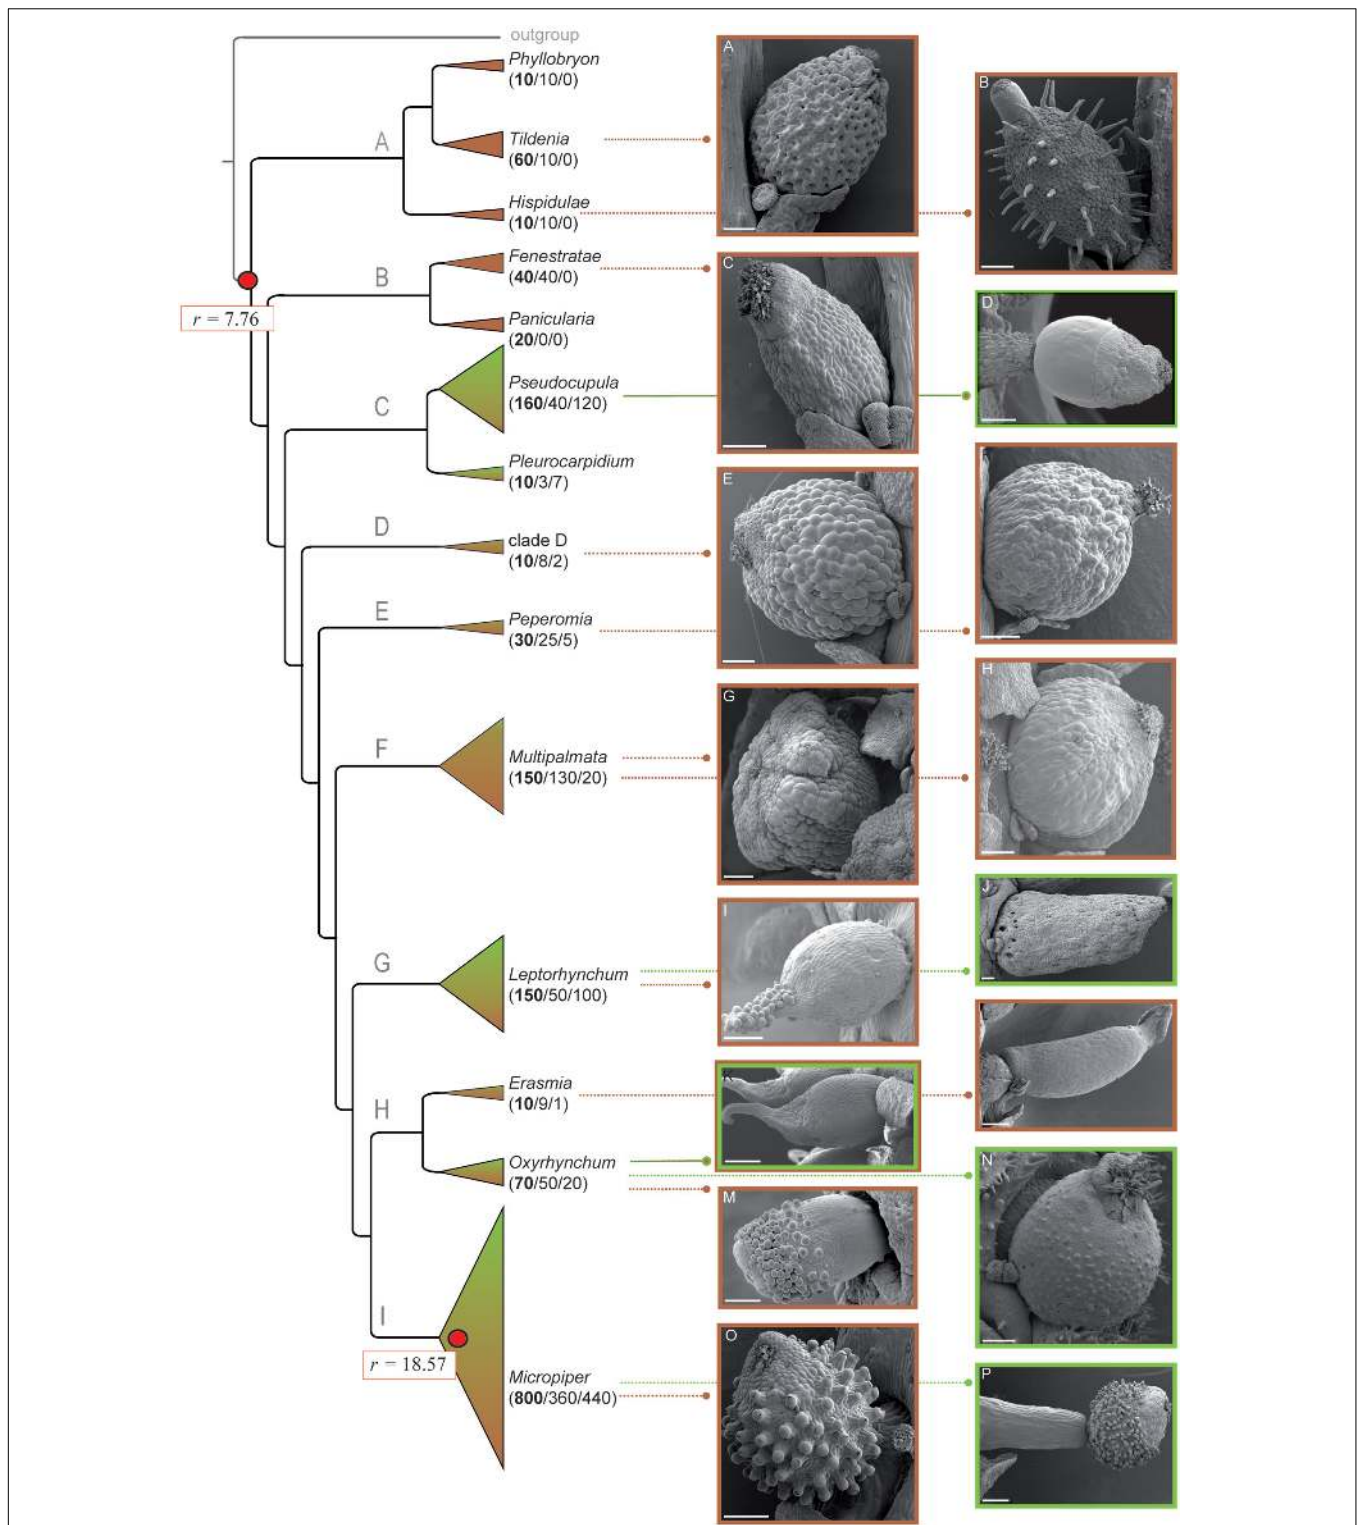 outgroup
Phyllobryon
(10/10/0)
A
Tildenia
(60/10/0)
Hispidulae
(10/10/0)
Fenestratae
(40/40/0)
B
r = 7.76
Panicularia
(20/0/0)
Pseudocupula
(160/40/120)
C
Pleurocarpidium
(10/3/7)
D
clade D
(10/8/2)
E
Peperomia
(30/25/5)
F
Multipalmata
(150/130/20)
G
Leptorhynchum
(150/50/100)
Erasmia
(10/9/1)
H
Oxyrhynchum
(70/50/20)
I
r = 18.57
Micropiper
(800/360/440)
A
B
C
D
E
G
H
I
J
K
M
N
O
P